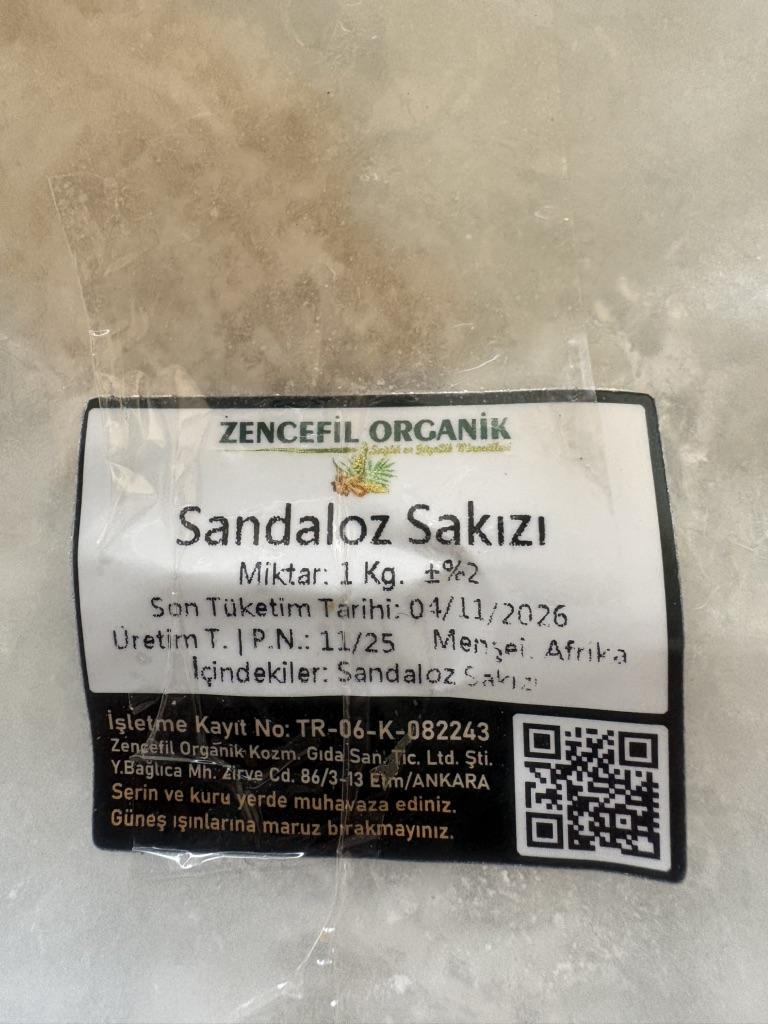 ZENCEFİL ORGANİK
Sandaloz Sakızı
Miktar: 1 Kg. ±%2
Son Tüketim Tarihi: 04/11/2026
Üretim T. | P.N.: 11/25 Menşei: Afrika
İçindekiler: Sandaloz Sakızı
İşletme Kayıt No: TR-06-K-082243
Zencefil Organik Kozm. Gıda San. Tic. Ltd. Şti.
Y.Bağlıca Mh. Zirve Cd. 86/3-13 Etm/ANKARA
Serin ve kuru yerde muhavaza ediniz.
Güneş ışınlarına maruz bırakmayınız.